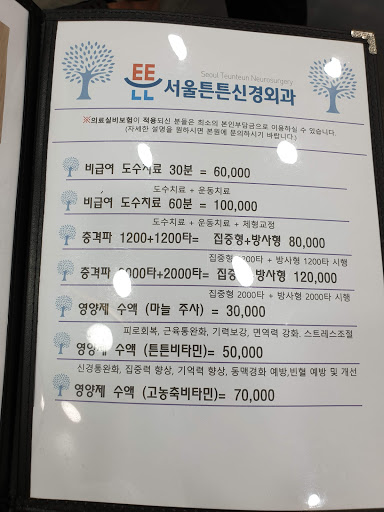 Seoul Teunteun Neurosurgery
튼튼 서울튼튼신경외과
※의료실비보험이 적용되신 분들은 최소의 본인부담금으로 이용하실 수 있습니다.
(자세한 설명을 원하시면 본원에 문의하시기 바랍니다.)
비급여 도수치료 30분 = 60,000
도수치료 + 운동치료
비급여 도수치료 60분 = 100,000
도수치료 + 운동치료 + 체형교정
충격파 1200+1200타= 집중형+방사형 80,000
집중형 1200타 + 방사형 1200타 시행
충격파 2000타+2000타= 집중형 방사형 120,000
집중형 2000타 + 방사형 2000타 시행
영양제 수액 (마늘 주사) = 30,000
피로회복, 근육통완화, 기력보강, 면역력 강화. 스트레스조절
영양제 수액 (튼튼비타민)= 50,000
신경통완화, 집중력 향상, 기억력 향상, 동맥경화 예방,빈혈 예방 및 개선
영양제 수액 (고농축비타민)= 70,000